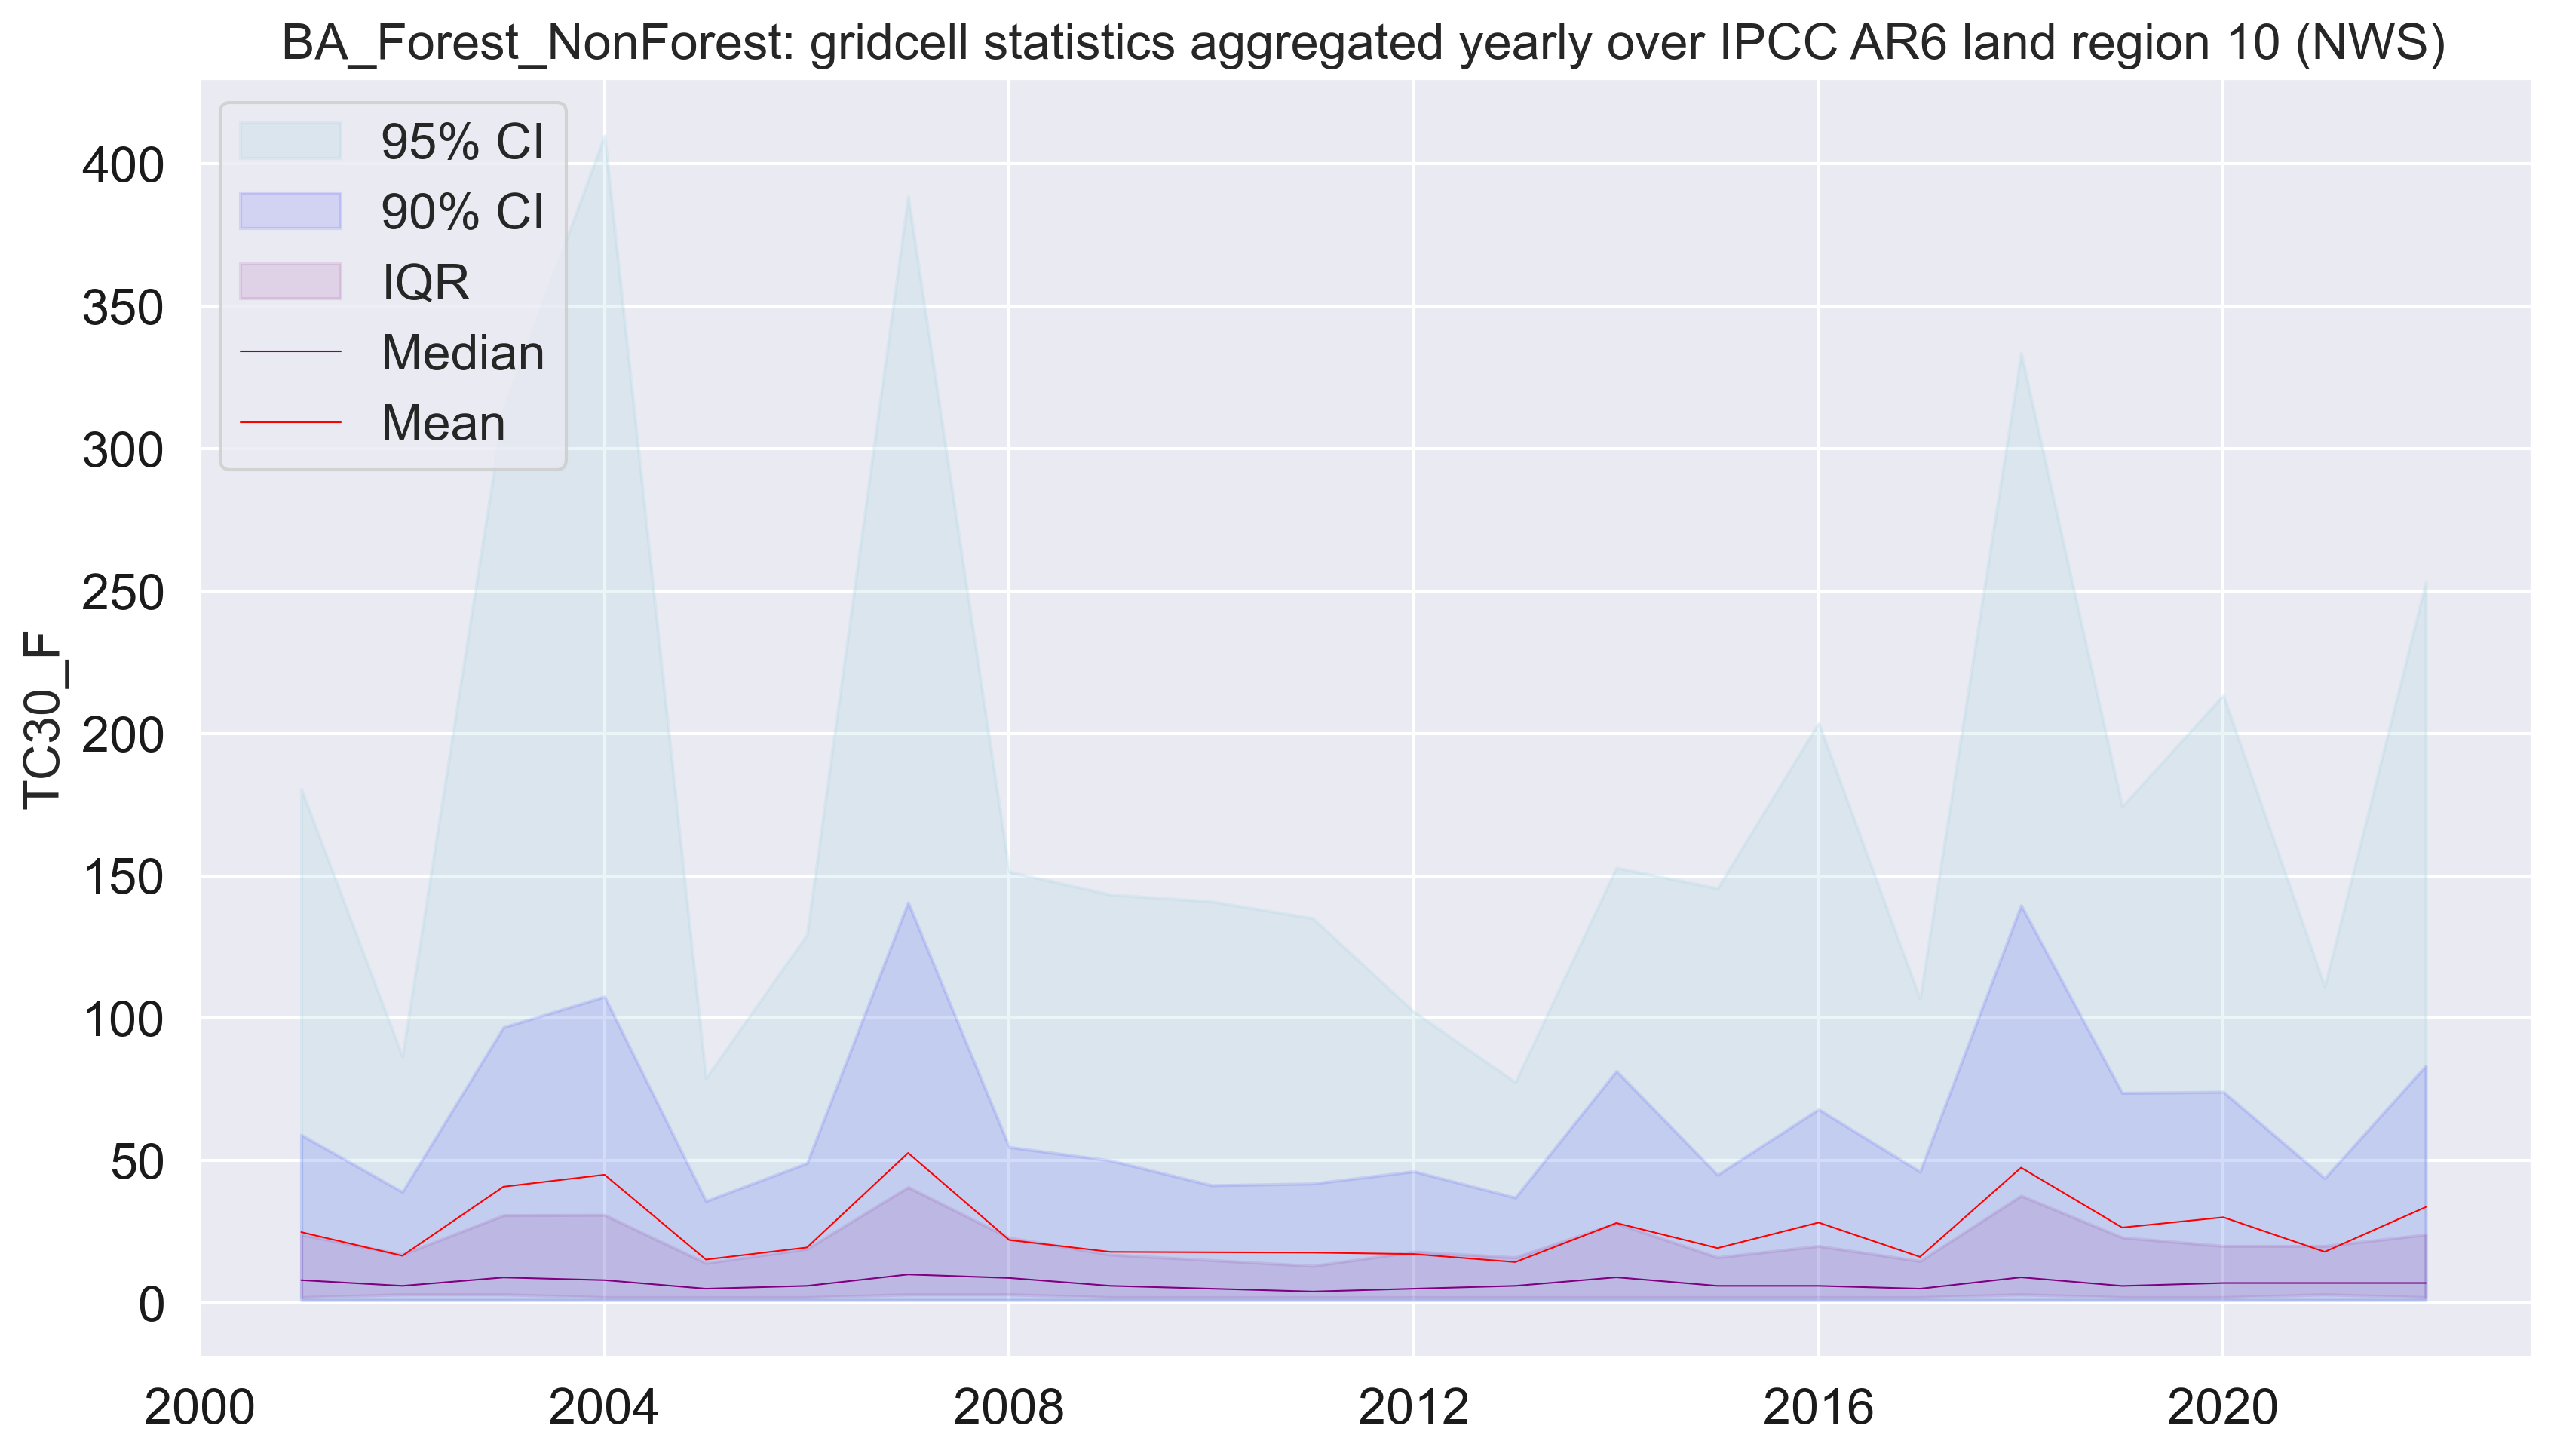 BA_Forest_NonForest: gridcell statistics aggregated yearly over IPCC AR6 land region 10 (NWS)
95% CI
90% CI
IQR
Median
Mean
TC30_F
400
350
300
250
200
150
100
50
0
2000
2004
2008
2012
2016
2020